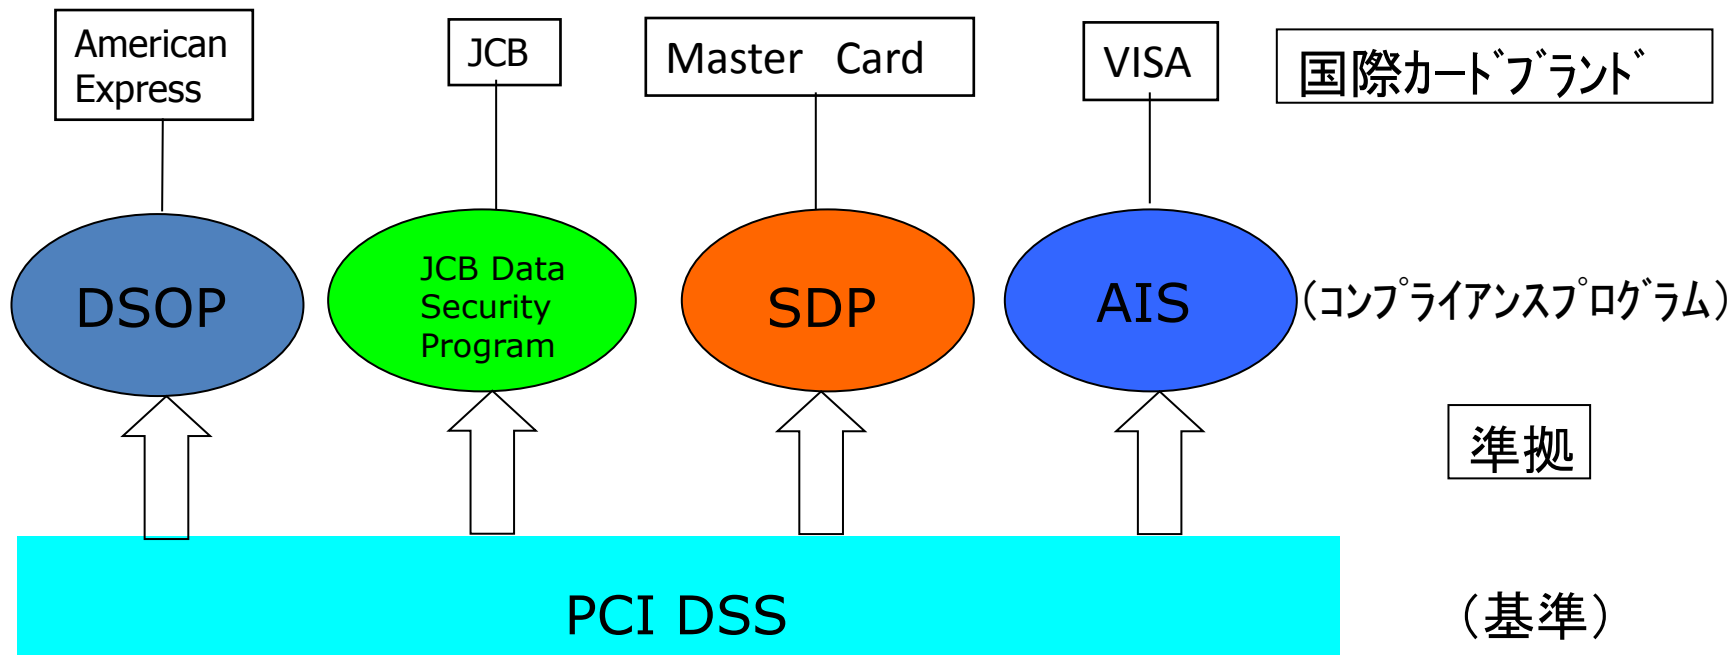 American
Express
JCB
Master　Card
VISA
国際ｶｰﾄﾞﾌﾞﾗﾝﾄﾞ
DSOP
JCB Data
Security
Program
SDP
AIS
(ｺﾝﾌﾟﾗｲｱﾝｽﾌﾟﾛｸﾞﾗﾑ)
準拠
PCI DSS
（基準）